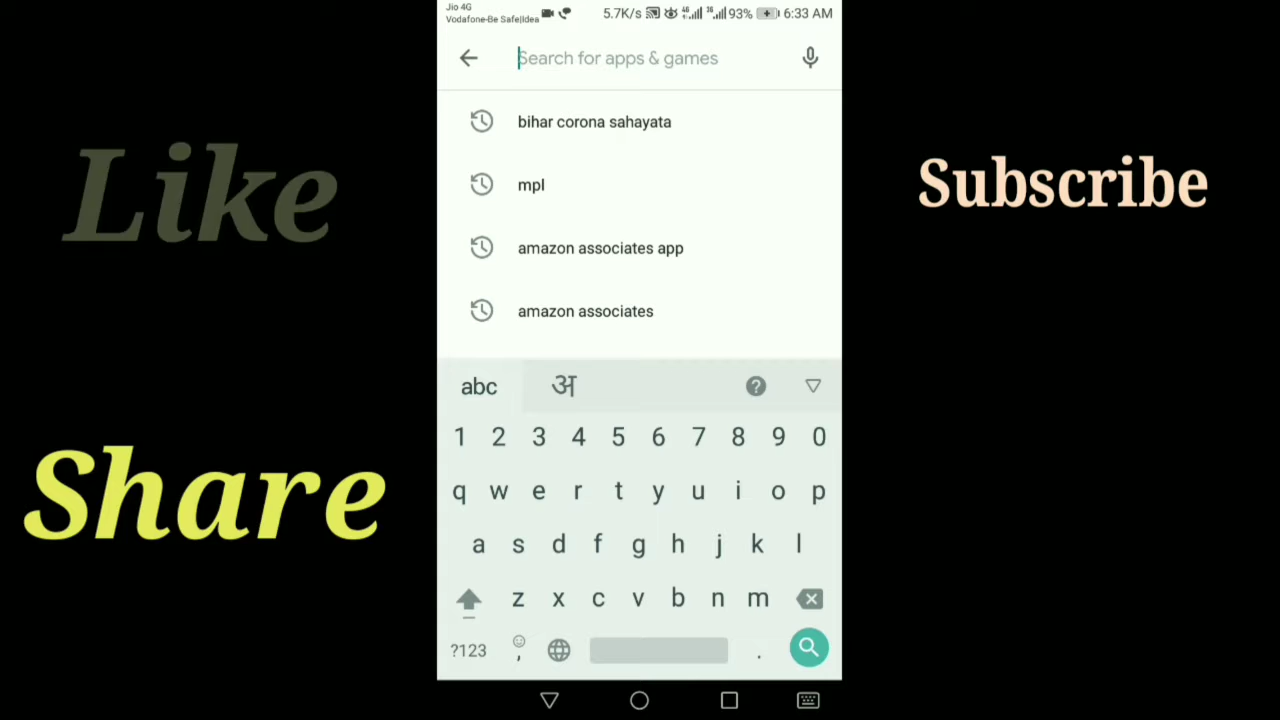 Jio 4G
Vodafone-Be Safe|Idea
5.7K/s 4G 3G 93% 6:33 AM
Search for apps & games
bihar corona sahayata
mpl
amazon associates app
amazon associates
abc अ ?
1 2 3 4 5 6 7 8 9 0
q w e r t y u i o p
a s d f g h j k l
z x c v b n m
?123 , .
Like
Share
Subscribe